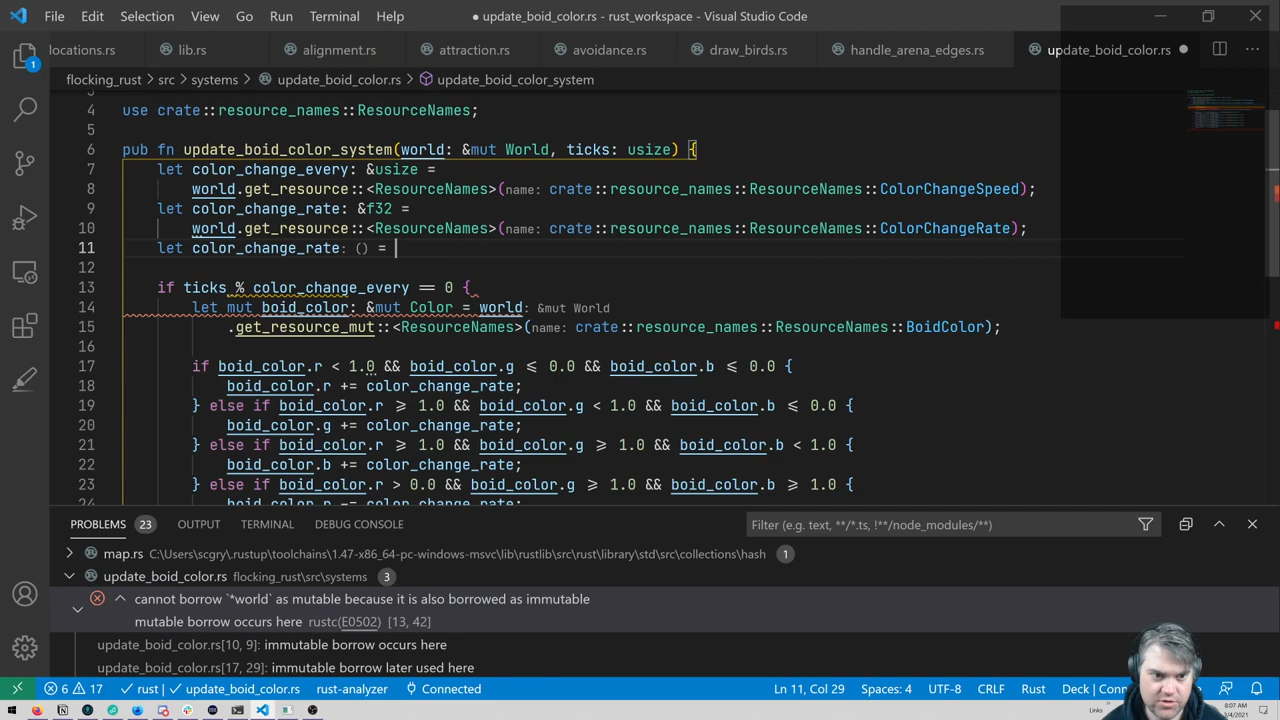 File Edit Selection View Go Run Terminal Help
● update_boid_color.rs - rust_workspace - Visual Studio Code
locations.rs lib.rs alignment.rs attraction.rs avoidance.rs draw_birds.rs handle_arena_edges.rs update_boid_color.rs ●
flocking_rust > src > systems > update_boid_color.rs > update_boid_color_system
4 use crate::resource_names::ResourceNames;
5
6 pub fn update_boid_color_system(world: &mut World, ticks: usize) {
7 let color_change_every: &usize =
8 world.get_resource::<ResourceNames>(name: crate::resource_names::ResourceNames::ColorChangeSpeed);
9 let color_change_rate: &f32 =
10 world.get_resource::<ResourceNames>(name: crate::resource_names::ResourceNames::ColorChangeRate);
11 let color_change_rate: () =
12
13 if ticks % color_change_every == 0 {
14 let mut boid_color: &mut Color = world: &mut World
15 .get_resource_mut::<ResourceNames>(name: crate::resource_names::ResourceNames::BoidColor);
16
17 if boid_color.r < 1.0 && boid_color.g <= 0.0 && boid_color.b <= 0.0 {
18 boid_color.r += color_change_rate;
19 } else if boid_color.r >= 1.0 && boid_color.g < 1.0 && boid_color.b <= 0.0 {
20 boid_color.g += color_change_rate;
21 } else if boid_color.r >= 1.0 && boid_color.g >= 1.0 && boid_color.b < 1.0 {
22 boid_color.b += color_change_rate;
23 } else if boid_color.r > 0.0 && boid_color.g >= 1.0 && boid_color.b >= 1.0 {
24 boid_color.r -= color_change_rate;
PROBLEMS 23 OUTPUT TERMINAL DEBUG CONSOLE Filter (e.g. text, **/*.ts, !**/node_modules/**)
map.rs C:\Users\scgry\.rustup\toolchains\1.47-x86_64-pc-windows-msvc\lib\rustlib\src\rust\library\std\src\collections\hash 1
update_boid_color.rs flocking_rust\src\systems 3
cannot borrow `*world` as mutable because it is also borrowed as immutable
mutable borrow occurs here rustc(E0502) [13, 42]
update_boid_color.rs[10, 9]: immutable borrow occurs here
update_boid_color.rs[17, 29]: immutable borrow later used here
6 17 rust | update_boid_color.rs rust-analyzer Connected Ln 11, Col 29 Spaces: 4 UTF-8 CRLF Rust Deck | Conn
Links
8:07 AM
3/4/2021